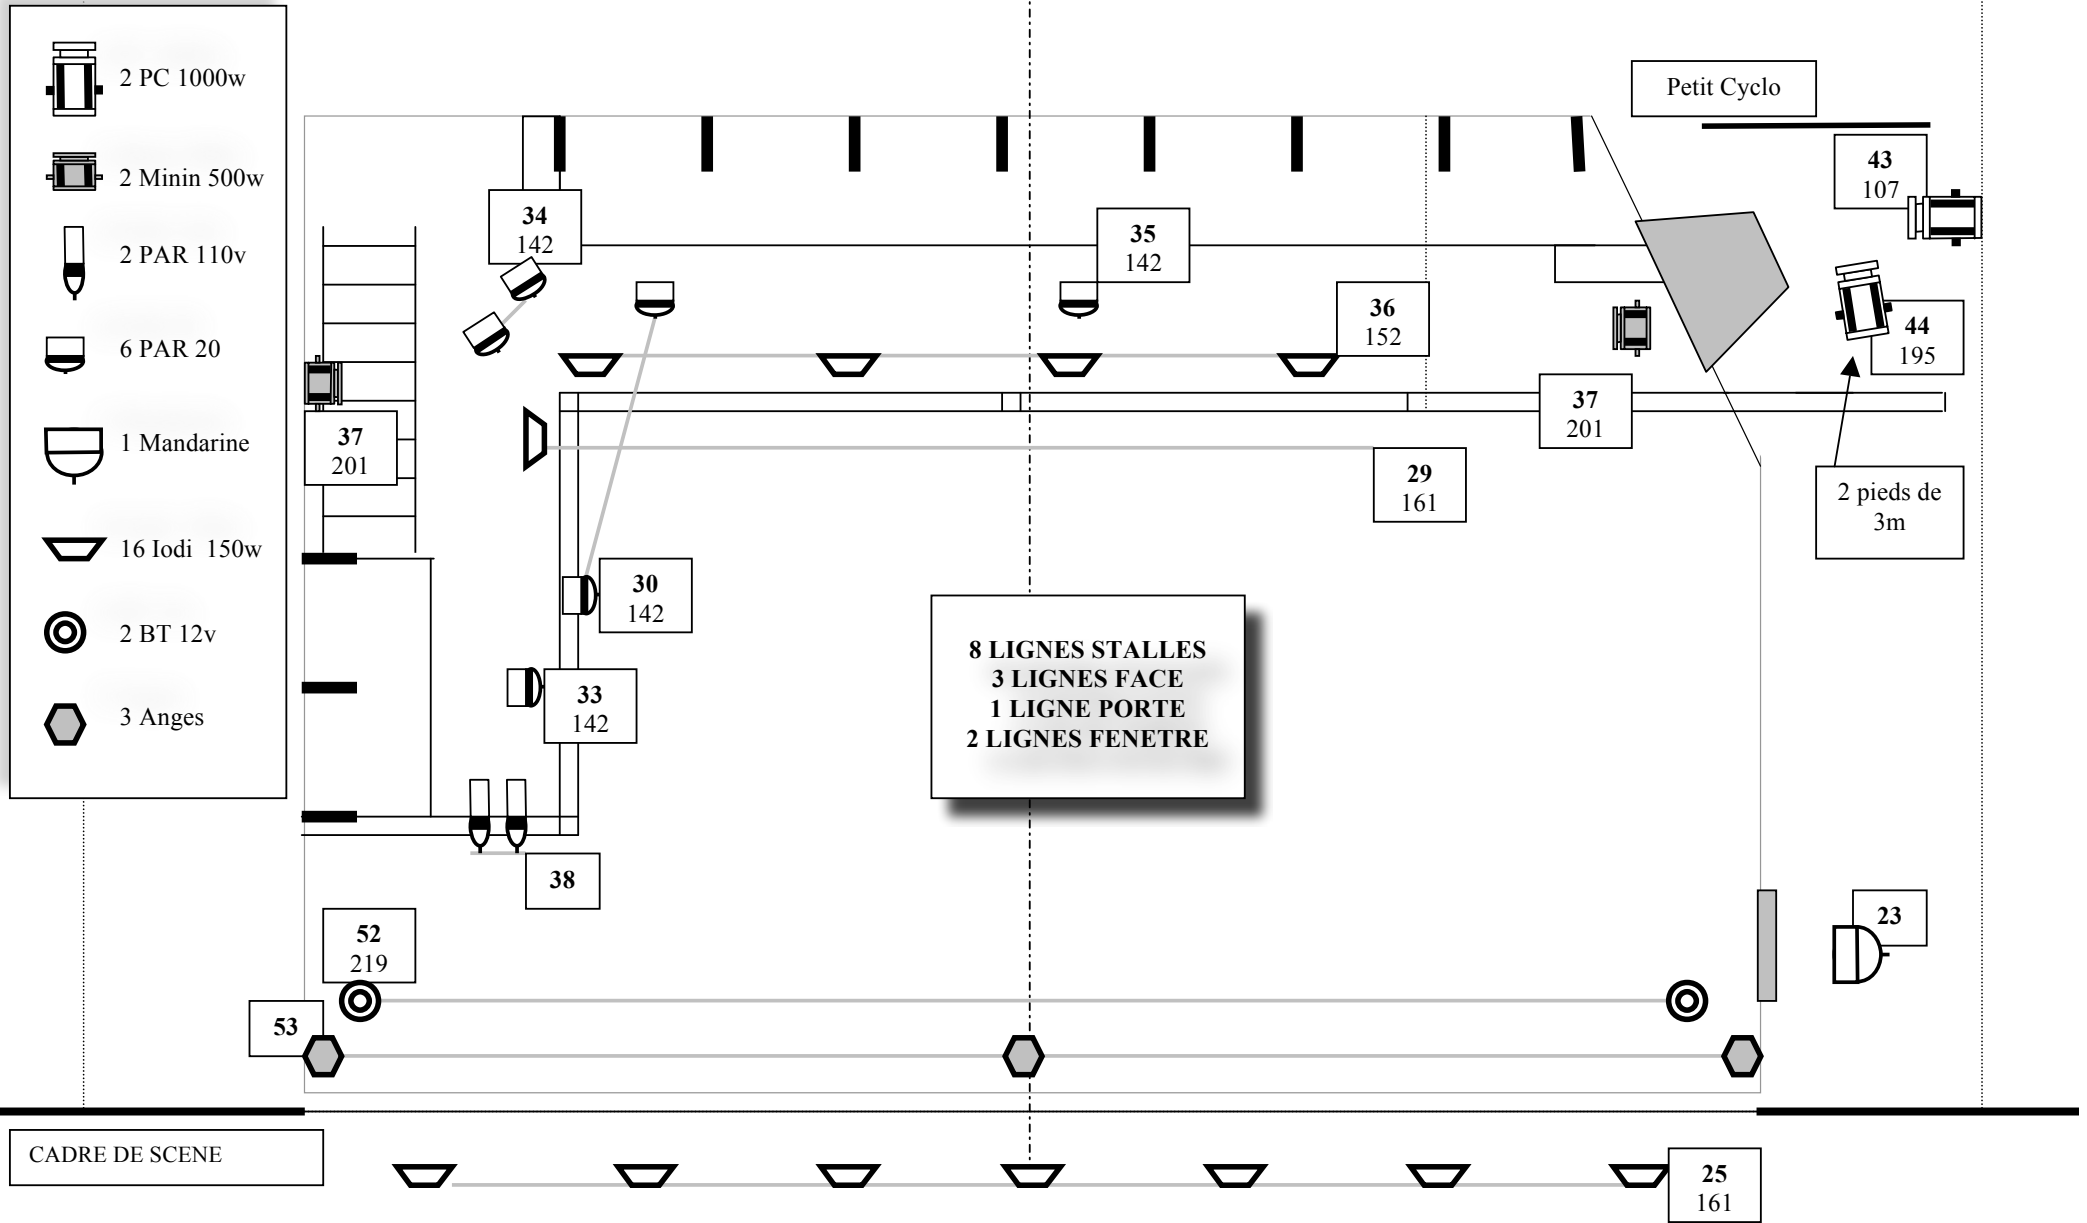 2 PC 1000w
2 Minin 500w
2 PAR 110v
6 PAR 20
1 Mandarine
16 Iodi  150w
2 BT 12v
3 Anges
Petit Cyclo
43
107
34
142
35
142
36
152
44
195
37
201
37
201
29
161
2 pieds de
3m
30
142
33
142
8 LIGNES STALLES
3 LIGNES FACE
1 LIGNE PORTE
2 LIGNES FENETRE
38
23
52
219
53
CADRE DE SCENE
25
161